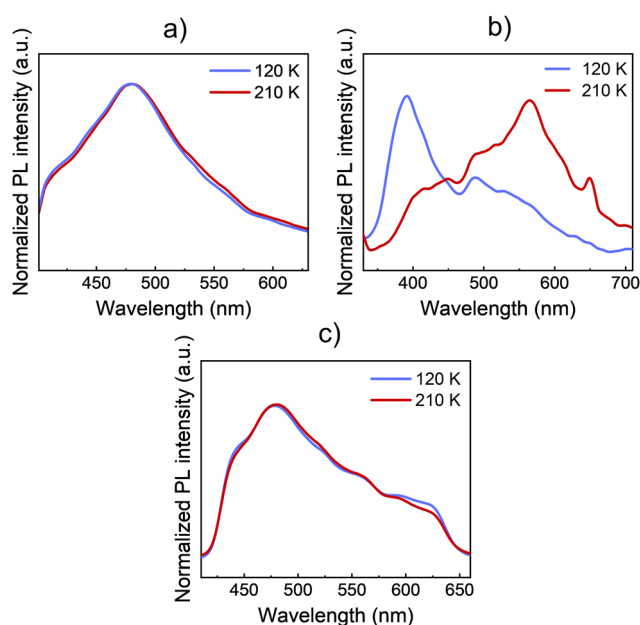 a)
Normalized PL intensity (a.u.)
120 K
210 K
450 500 550 600
Wavelength (nm)
b)
Normalized PL intensity (a.u.)
120 K
210 K
400 500 600 700
Wavelength (nm)
c)
Normalized PL intensity (a.u.)
120 K
210 K
450 500 550 600 650
Wavelength (nm)